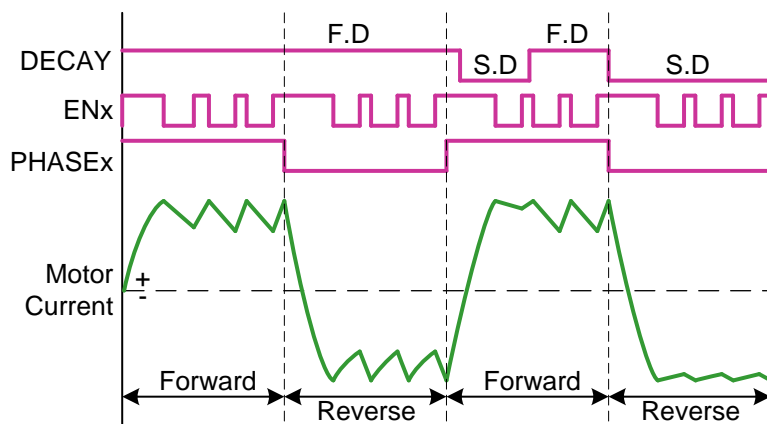 F.D F.D
DECAY S.D S.D
ENx
PHASEx
Motor
Current
+
-
Forward Forward
Reverse Reverse